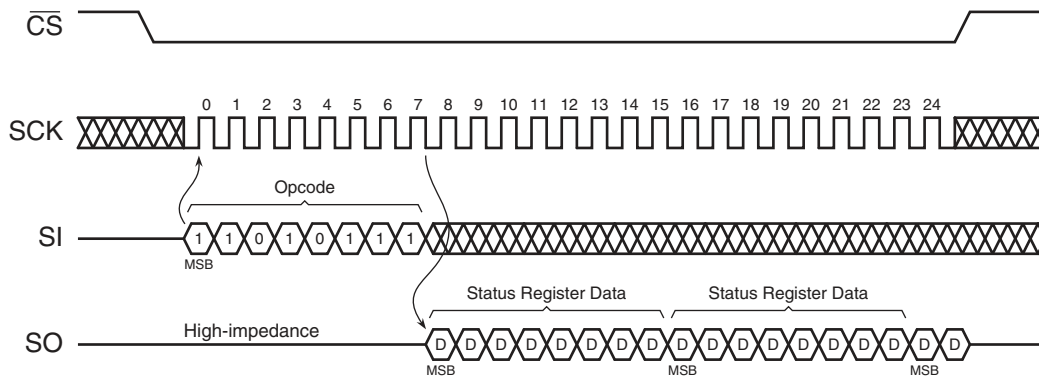 CS
0 1 2 3 4 5 6 7 8 9 10 11 12 13 14 15 16 17 18 19 20 21 22 23 24
SCK
Opcode
SI 1 1 0 1 0 1 1 1
MSB
Status Register Data Status Register Data
High-impedance
SO D D D D D D D D D D D D D D D D D D
MSB MSB MSB